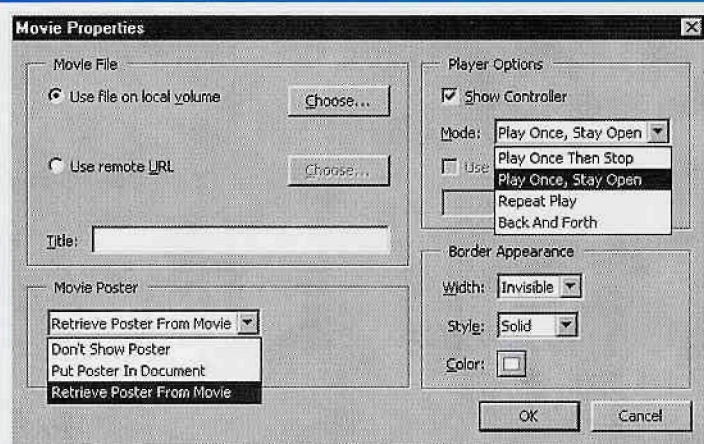 Movie Properties
Movie File
Use file on local volume
Choose...
Use remote URL
Choose...
Title:
Movie Poster
Retrieve Poster From Movie
Don't Show Poster
Put Poster In Document
Retrieve Poster From Movie
Player Options
Show Controller
Mode: Play Once, Stay Open
Use
Play Once Then Stop
Play Once, Stay Open
Repeat Play
Back And Forth
Border Appearance
Width: Invisible
Style: Solid
Color:
OK
Cancel